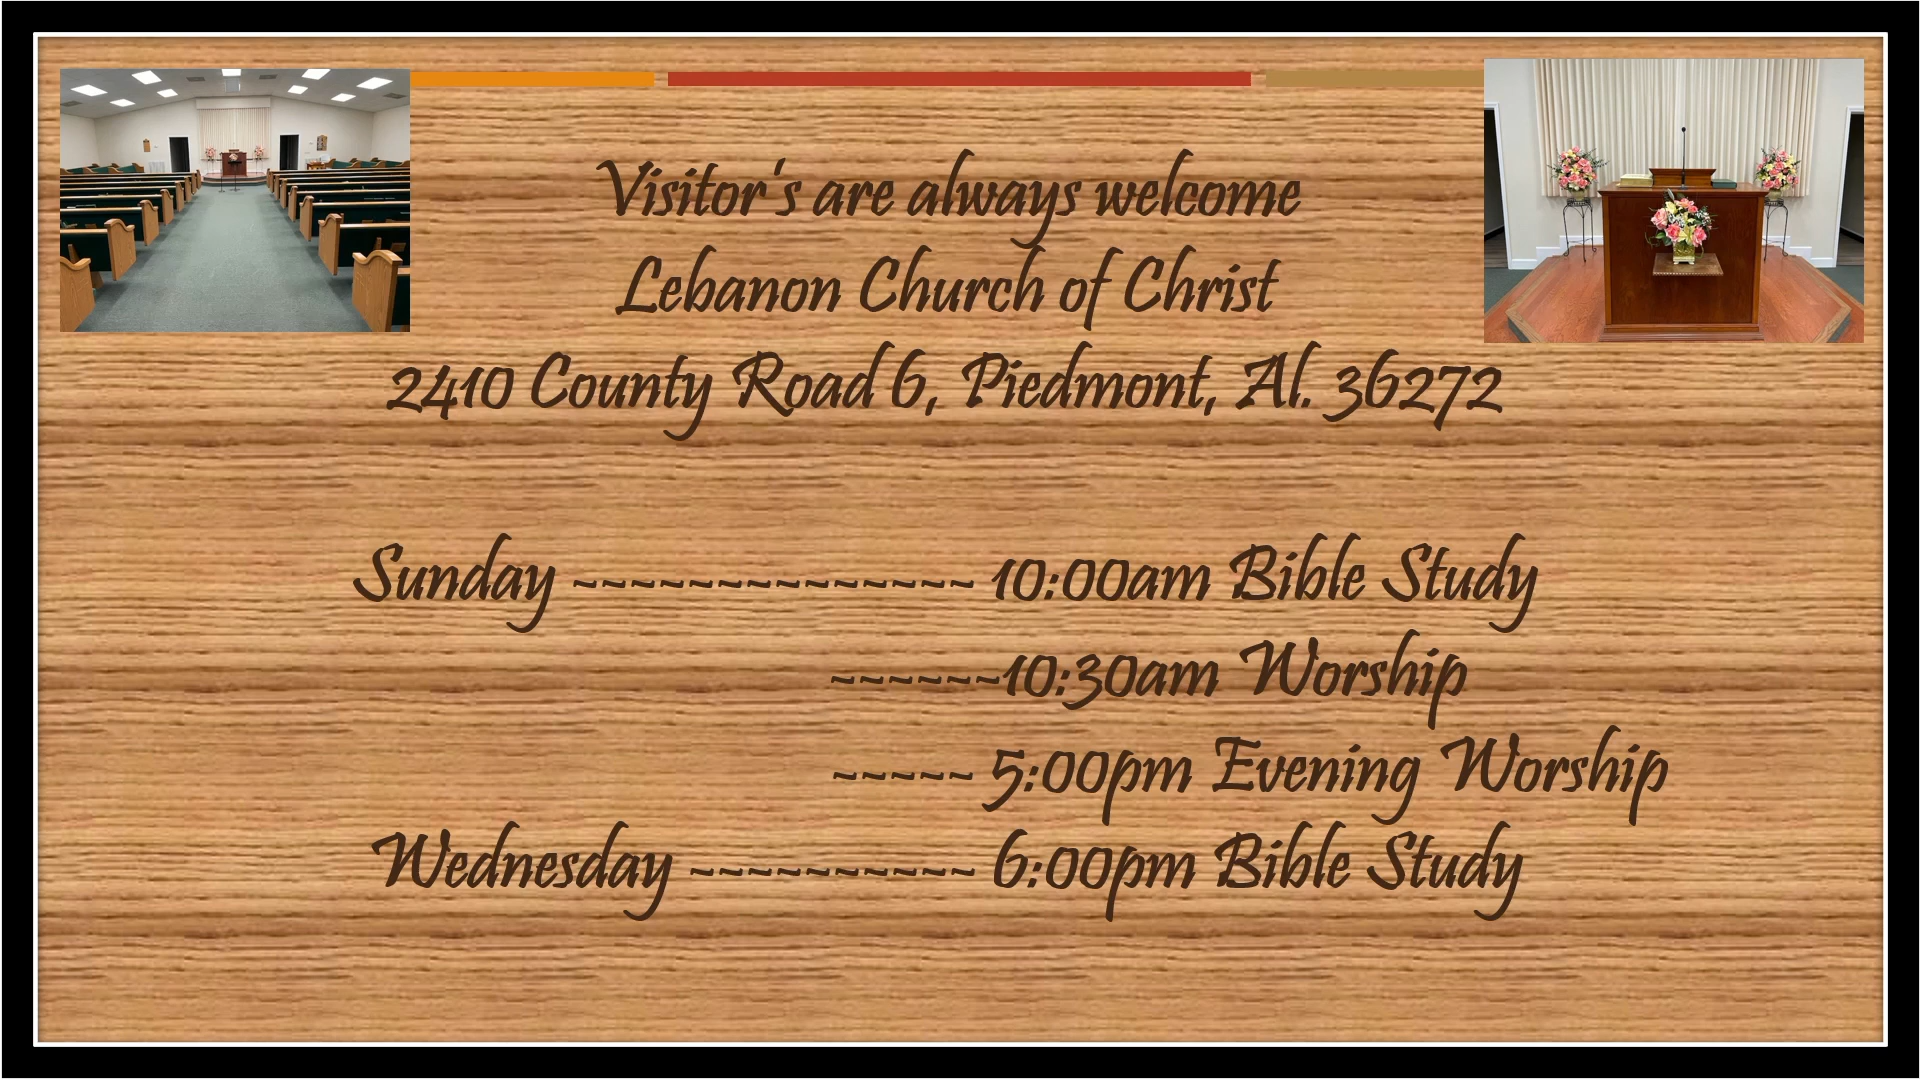 Visitor's are always welcome
Lebanon Church of Christ
2410 County Road 6, Piedmont, Al. 36272
Sunday ~~~~~~~~~~~~~~ 10:00am Bible Study
~~~~~~10:30am Worship
~~~~~ 5:00pm Evening Worship
Wednesday ~~~~~~~~~~ 6:00pm Bible Study